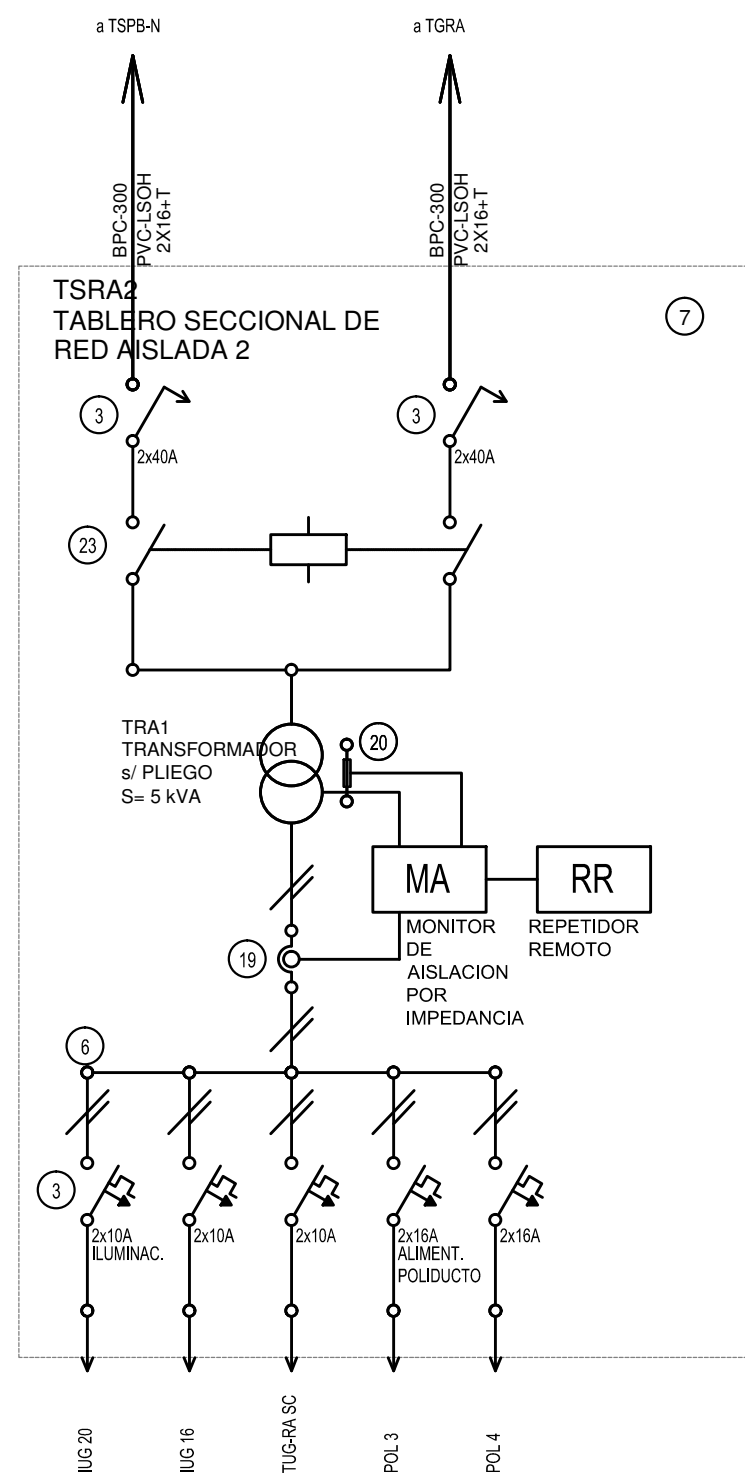 a TSPB-N
a TGRA
BPC-300
PVC-LSOH
2X16+T
BPC-300
PVC-LSOH
2X16+T
TSRA2
TABLERO SECCIONAL DE
RED AISLADA 2
7
3
2x40A
3
2x40A
23
TRA1
TRANSFORMADOR
s/ PLIEGO
S= 5 kVA
20
MA
RR
MONITOR
DE
AISLACION
POR
IMPEDANCIA
REPETIDOR
REMOTO
19
6
3
2x10A
ILUMINAC.
2x10A
2x10A
2x16A
ALIMENT.
POLIDUCTO
2x16A
IUG 20
IUG 16
TUG-RA SC
POL 3
POL 4